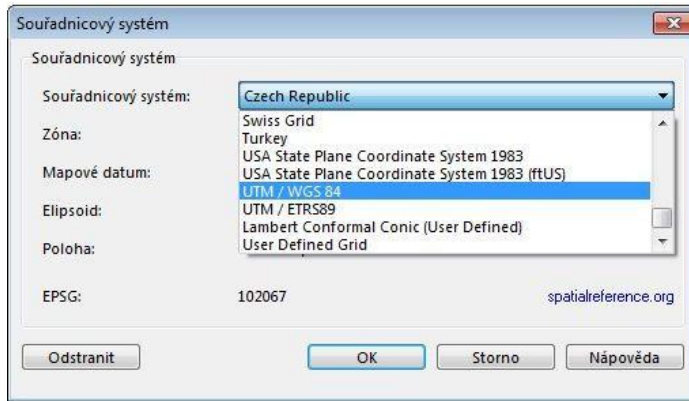 Souřadnicový systém
Souřadnicový systém
Souřadnicový systém: Czech Republic
Swiss Grid
Zóna:
Turkey
USA State Plane Coordinate System 1983
Mapové datum:
USA State Plane Coordinate System 1983 (ftUS)
UTM / WGS 84
Elipsoid:
UTM / ETRS89
Lambert Conformal Conic (User Defined)
Poloha:
User Defined Grid
EPSG: 102067 spatialreference.org
Odstranit OK Storno Nápověda